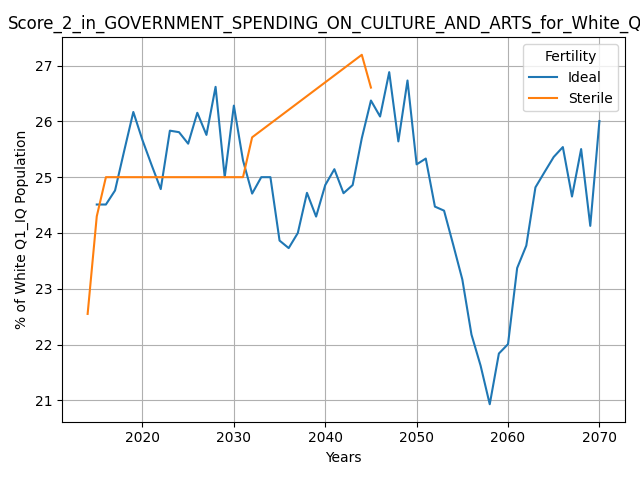 Score_2_in_GOVERNMENT_SPENDING_ON_CULTURE_AND_ARTS_for_White_Q
Fertility
Ideal
Sterile
% of White Q1_IQ Population
27
26
25
24
23
22
21
2020 2030 2040 2050 2060 2070
Years